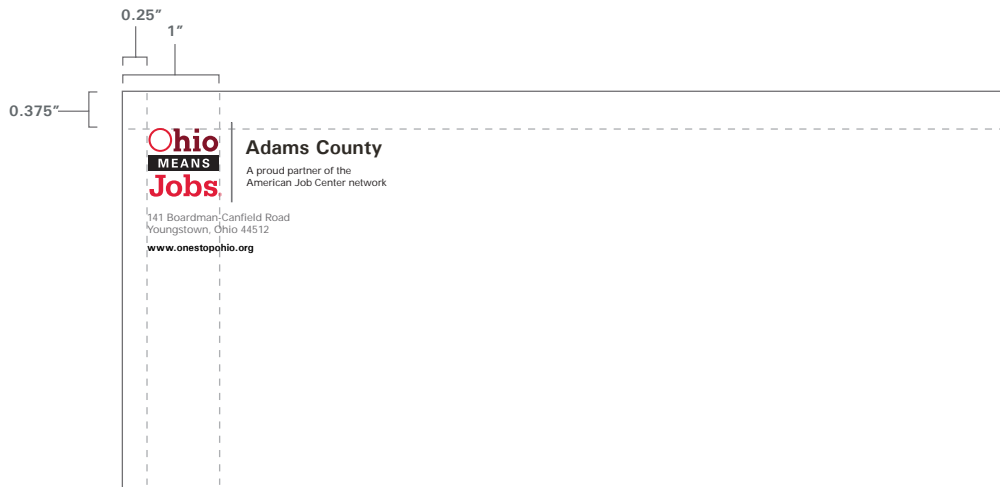 0.25”
1”
0.375”
Ohio
MEANS
Jobs
Adams County
A proud partner of the
American Job Center network
141 Boardman-Canfield Road
Youngstown, Ohio 44512
www.onestopohio.org